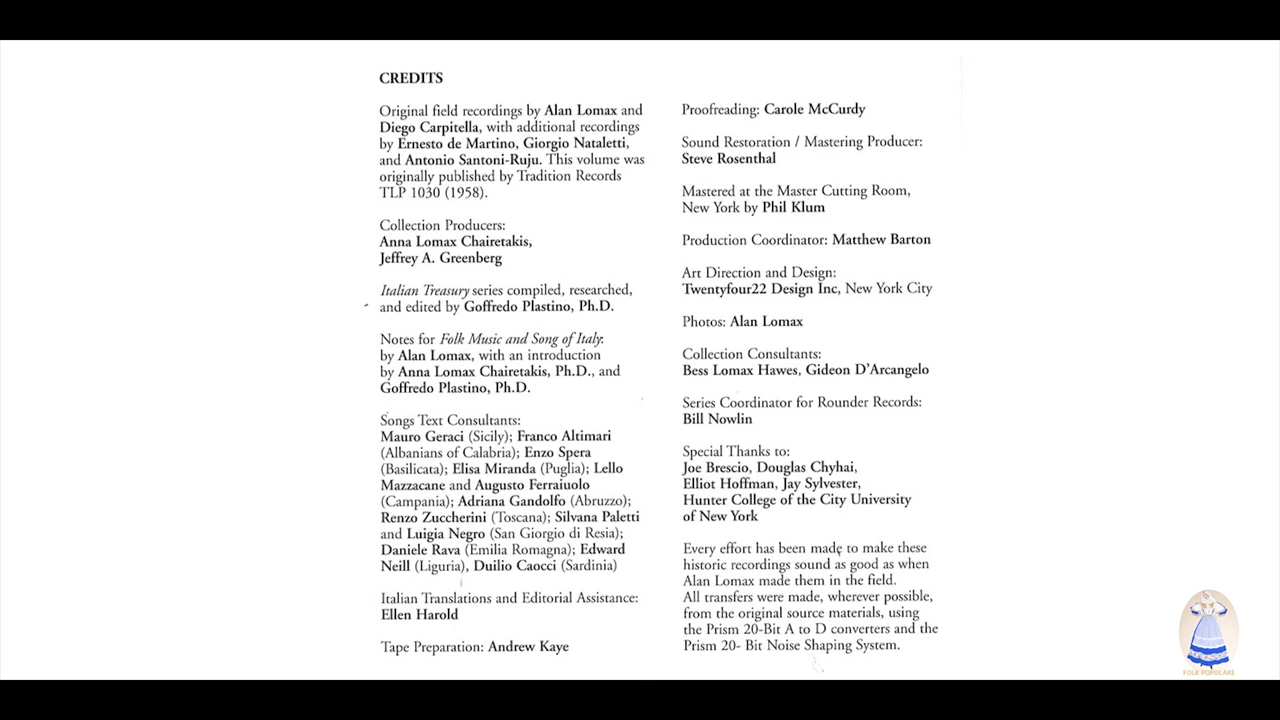 CREDITS
Original field recordings by Alan Lomax and
Diego Carpitella, with additional recordings
by Ernesto de Martino, Giorgio Nataletti,
and Antonio Santoni-Ruju. This volume was
originally published by Tradition Records
TLP 1030 (1958).
Collection Producers:
Anna Lomax Chairetakis,
Jeffrey A. Greenberg
Italian Treasury series compiled, researched,
and edited by Goffredo Plastino, Ph.D.
Notes for Folk Music and Song of Italy:
by Alan Lomax, with an introduction
by Anna Lomax Chairetakis, Ph.D., and
Goffredo Plastino, Ph.D.
Songs Text Consultants:
Mauro Geraci (Sicily); Franco Altimari
(Albanians of Calabria); Enzo Spera
(Basilicata); Elisa Miranda (Puglia); Lello
Mazzacane and Augusto Ferraiuolo
(Campania); Adriana Gandolfo (Abruzzo);
Renzo Zuccherini (Toscana); Silvana Paletti
and Luigia Negro (San Giorgio di Resia);
Daniele Rava (Emilia Romagna); Edward
Neill (Liguria), Duilio Caocci (Sardinia)
Italian Translations and Editorial Assistance:
Ellen Harold
Tape Preparation: Andrew Kaye
Proofreading: Carole McCurdy
Sound Restoration / Mastering Producer:
Steve Rosenthal
Mastered at the Master Cutting Room,
New York by Phil Klum
Production Coordinator: Matthew Barton
Art Direction and Design:
Twentyfour22 Design Inc, New York City
Photos: Alan Lomax
Collection Consultants:
Bess Lomax Hawes, Gideon D'Arcangelo
Series Coordinator for Rounder Records:
Bill Nowlin
Special Thanks to:
Joe Brescio, Douglas Chyhai,
Elliot Hoffman, Jay Sylvester,
Hunter College of the City University
of New York
Every effort has been made to make these
historic recordings sound as good as when
Alan Lomax made them in the field.
All transfers were made, wherever possible,
from the original source materials, using
the Prism 20-Bit A to D converters and the
Prism 20- Bit Noise Shaping System.
FOLK POPOLARE